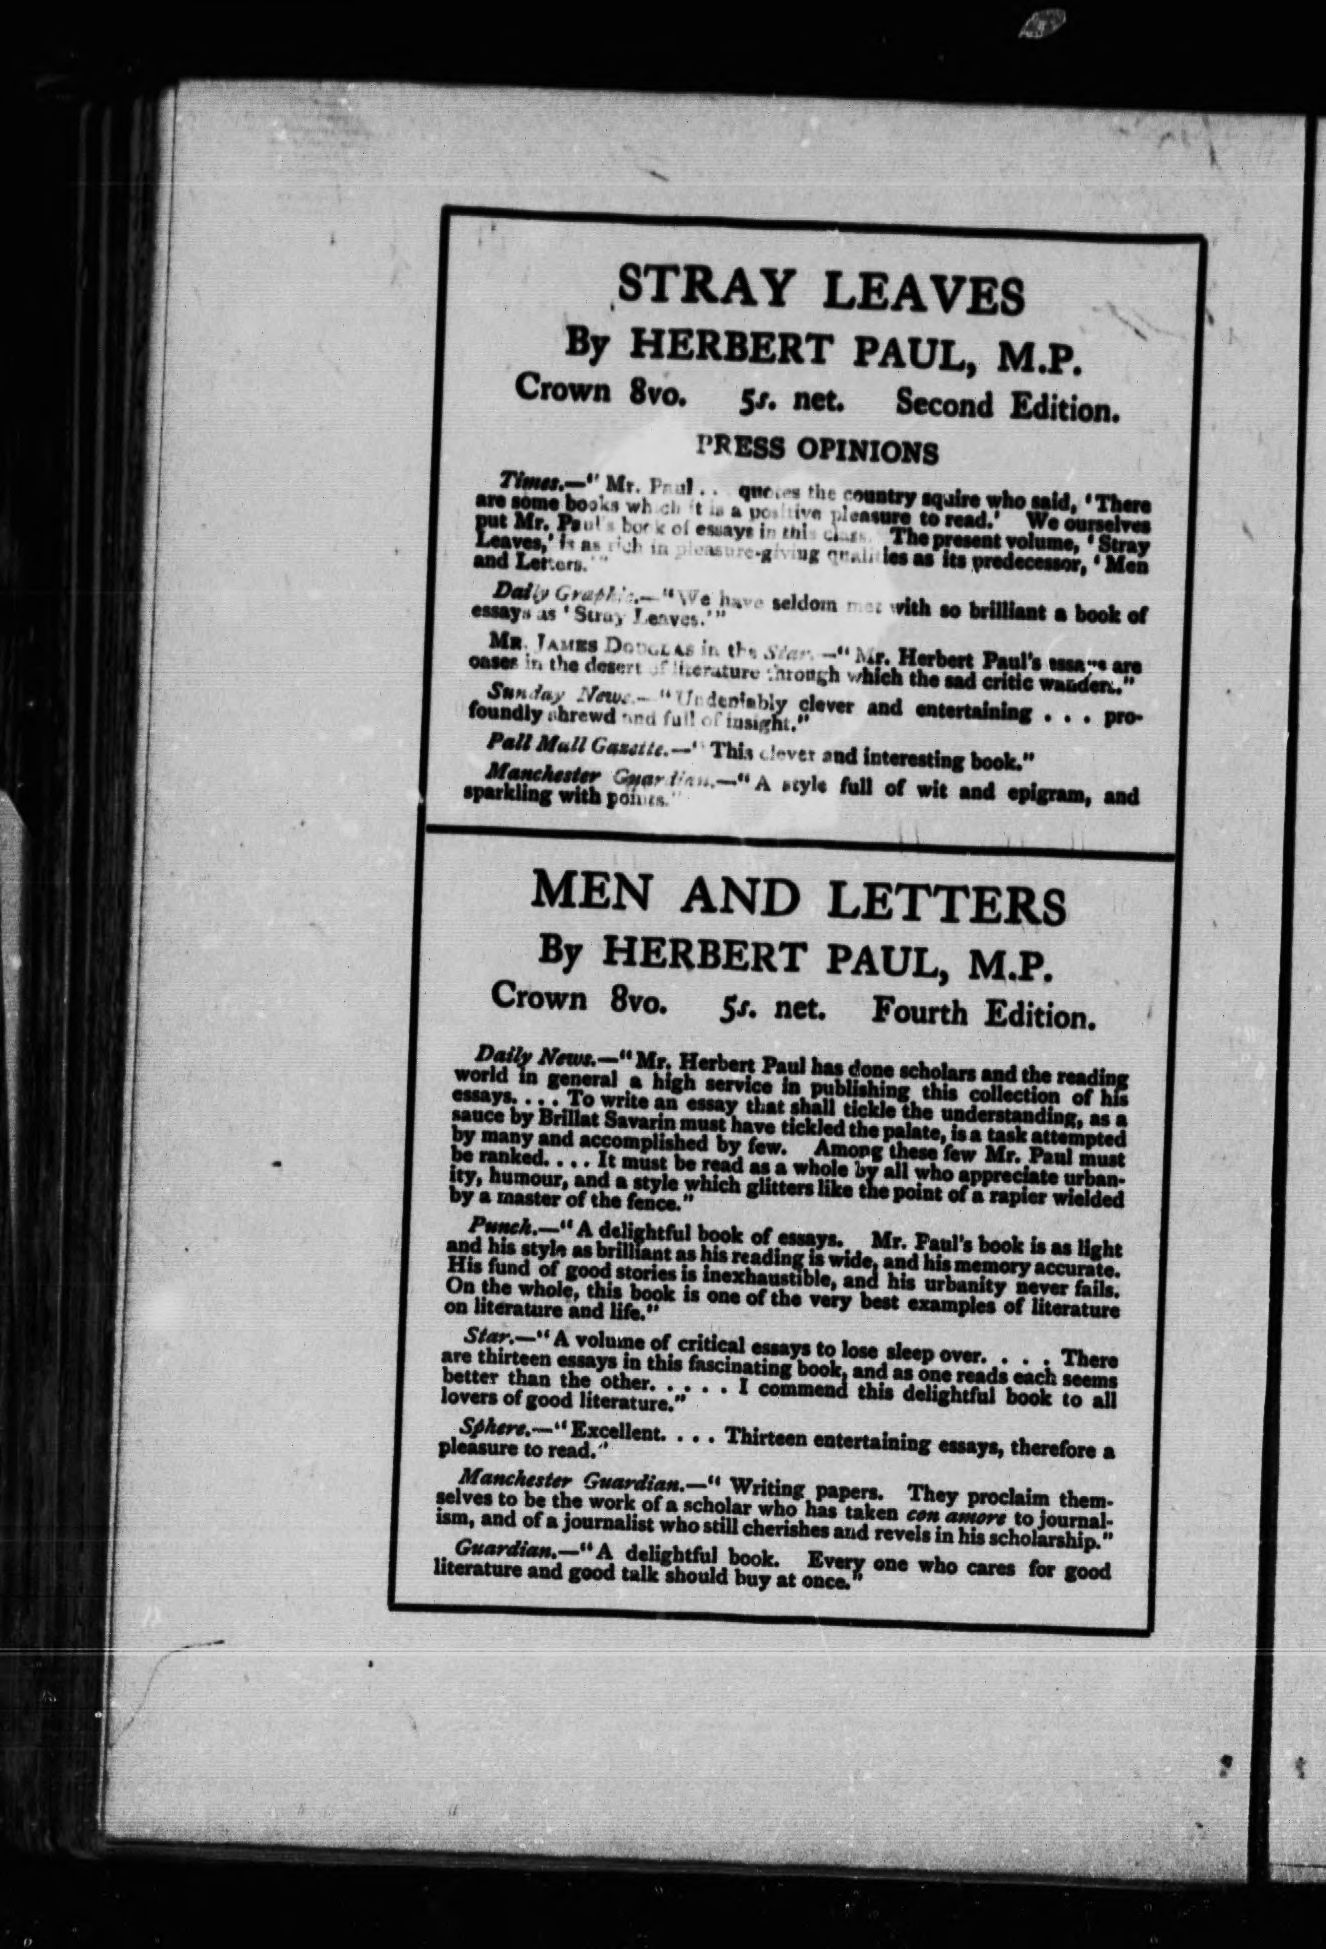 STRAY LEAVES
By HERBERT PAUL, M.P.
Crown 8vo. 5s. net. Second Edition.
PRESS OPINIONS
Times.—"Mr. Paul . . quotes the country squire who said, 'There
are some books which it is a positive pleasure to read.' We ourselves
put Mr. Paul's book of essays in this class. The present volume, 'Stray
Leaves,' is as rich in pleasure-giving qualities as its predecessor, 'Men
and Letters.'"
Daily Graphic.—"We have seldom met with so brilliant a book of
essays as 'Stray Leaves.'"
MR. JAMES DOUGLAS in the Star.—"Mr. Herbert Paul's essays are
oases in the desert of literature through which the sad critic wanders."
Sunday News.—"Undeniably clever and entertaining . . . pro-
foundly shrewd and full of insight."
Pall Mall Gazette.—"This clever and interesting book."
Manchester Guardian.—"A style full of wit and epigram, and
sparkling with points."
MEN AND LETTERS
By HERBERT PAUL, M.P.
Crown 8vo. 5s. net. Fourth Edition.
Daily News.—"Mr. Herbert Paul has done scholars and the reading
world in general a high service in publishing this collection of his
essays. . . . To write an essay that shall tickle the understanding, as a
sauce by Brillat Savarin must have tickled the palate, is a task attempted
by many and accomplished by few. Among these few Mr. Paul must
be ranked. . . . It must be read as a whole by all who appreciate urban-
ity, humour, and a style which glitters like the point of a rapier wielded
by a master of the fence."
Punch.—"A delightful book of essays. Mr. Paul's book is as light
and his style as brilliant as his reading is wide, and his memory accurate.
His fund of good stories is inexhaustible, and his urbanity never fails.
On the whole, this book is one of the very best examples of literature
on literature and life."
Star.—"A volume of critical essays to lose sleep over. . . . There
are thirteen essays in this fascinating book, and as one reads each seems
better than the other. . . . . I commend this delightful book to all
lovers of good literature."
Sphere.—"Excellent. . . . Thirteen entertaining essays, therefore a
pleasure to read."
Manchester Guardian.—"Writing papers. They proclaim them-
selves to be the work of a scholar who has taken con amore to journal-
ism, and of a journalist who still cherishes and revels in his scholarship."
Guardian.—"A delightful book. Every one who cares for good
literature and good talk should buy at once."